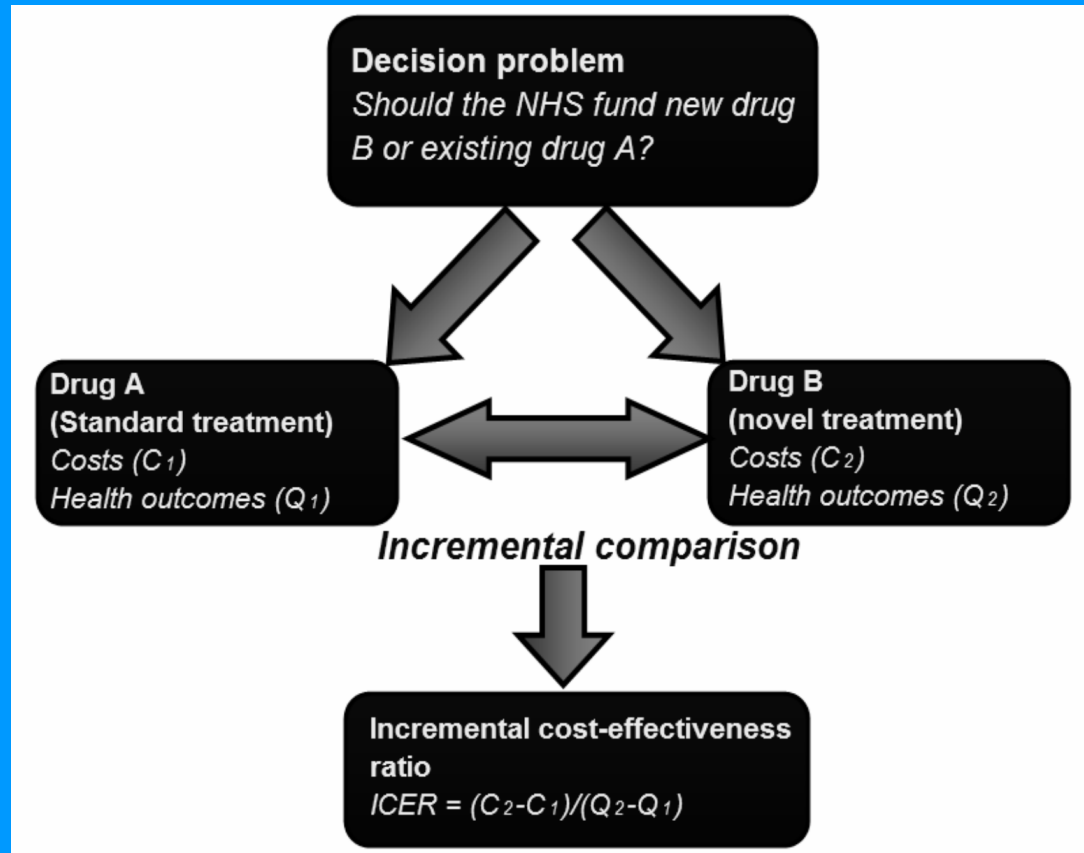 Decision problem
Should the NHS fund new drug
B or existing drug A?
Drug A
(Standard treatment)
Costs (C₁)
Health outcomes (Q₁)
Drug B
(novel treatment)
Costs (C₂)
Health outcomes (Q₂)
Incremental comparison
Incremental cost-effectiveness
ratio
ICER = (C₂-C₁)/(Q₂-Q₁)